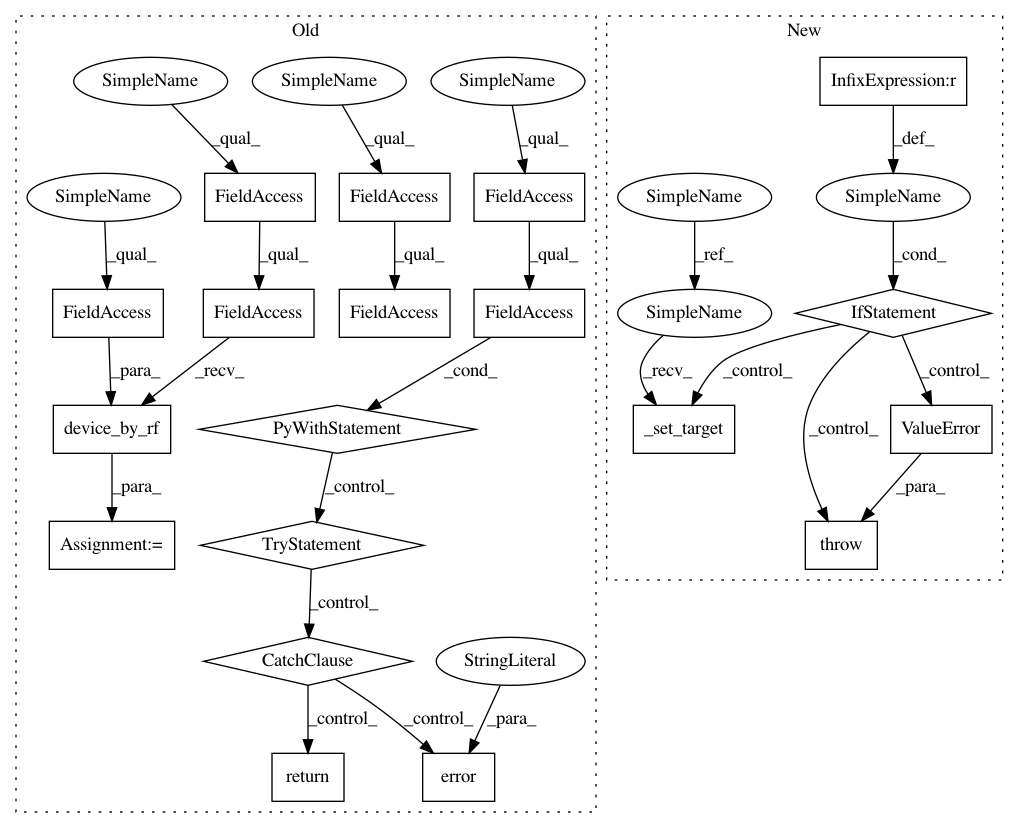 Old
New
SimpleName
SimpleName
SimpleName
InfixExpression:r
_qual_
_qual_
_qual_
_def_
SimpleName
FieldAccess
FieldAccess
FieldAccess
SimpleName
SimpleName
_qual_
_qual_
_qual_
_qual_
_ref_
_cond_
FieldAccess
FieldAccess
FieldAccess
FieldAccess
SimpleName
IfStatement
_para_
_recv_
_cond_
_recv_
_control_
_control_
device_by_rf
PyWithStatement
_set_target
_control_
ValueError
_para_
_control_
_para_
Assignment:=
TryStatement
throw
_control_
CatchClause
StringLiteral
_control_
_control_
_para_
return
error